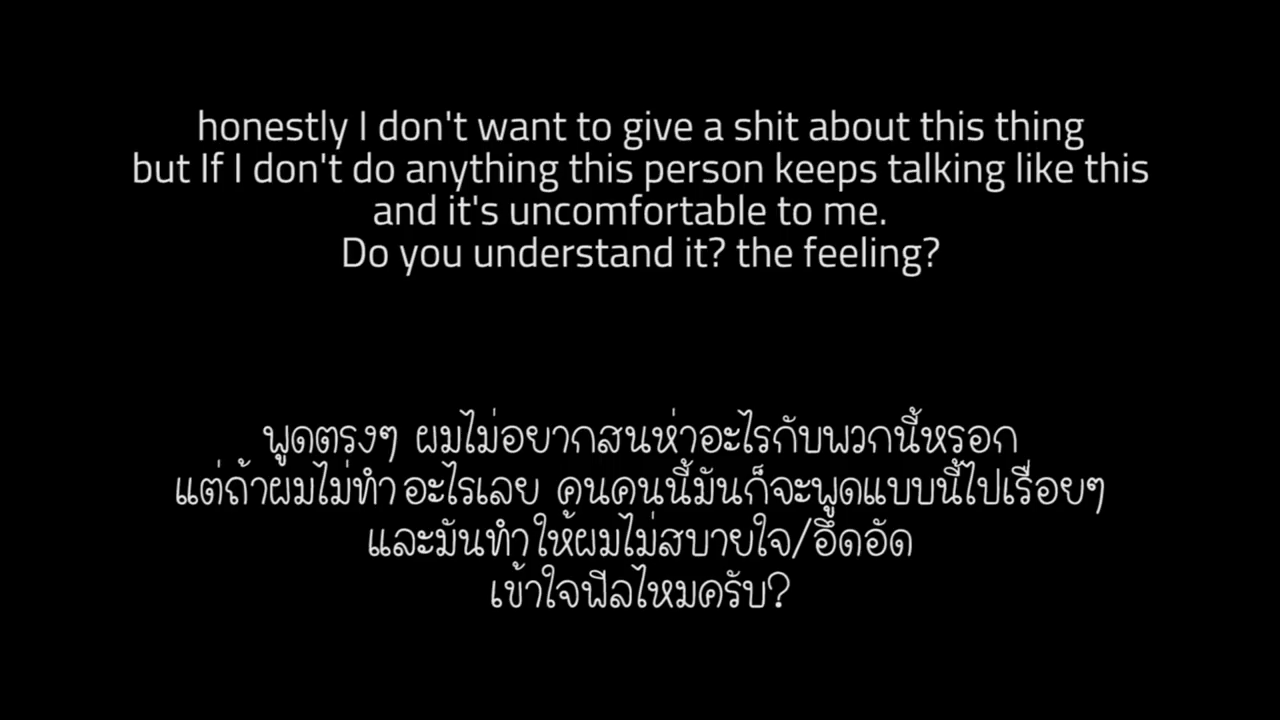 honestly I don't want to give a shit about this thing
but If I don't do anything this person keeps talking like this
and it's uncomfortable to me.
Do you understand it? the feeling?
พูดตรงๆ ผมไม่อยากสนห่าอะไรกับพวกนี้หรอก
แต่ถ้าผมไม่ทำอะไรเลย คนคนนี้มันก็จะพูดแบบนี้ไปเรื่อยๆ
และมันทำให้ผมไม่สบายใจ/อึดอัด
เข้าใจฟีลไหมครับ?